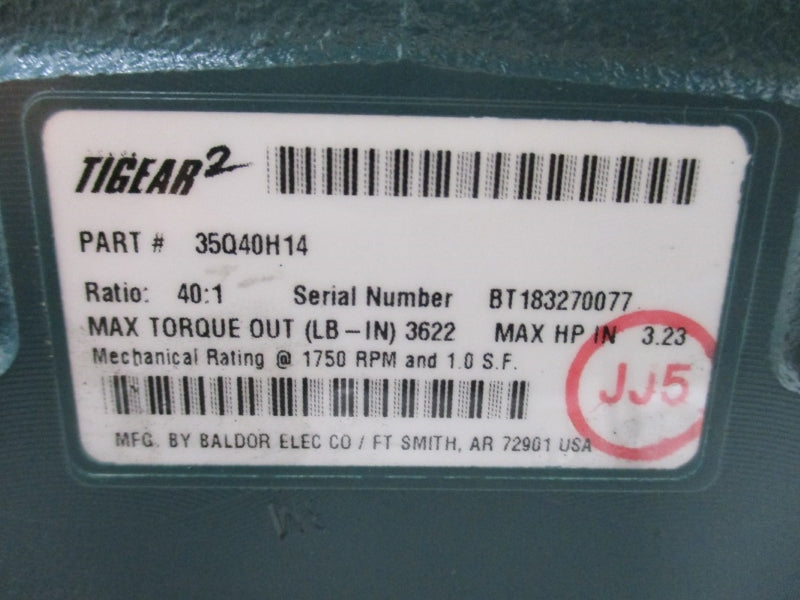 TIGEAR2
PART # 35Q40H14
Ratio: 40:1 Serial Number BT183270077
MAX TORQUE OUT (LB-IN) 3622 MAX HP IN 3.23
Mechanical Rating @ 1750 RPM and 1.0 S.F.
JJ5
MFG. BY BALDOR ELEC CO / FT SMITH, AR 72901 USA